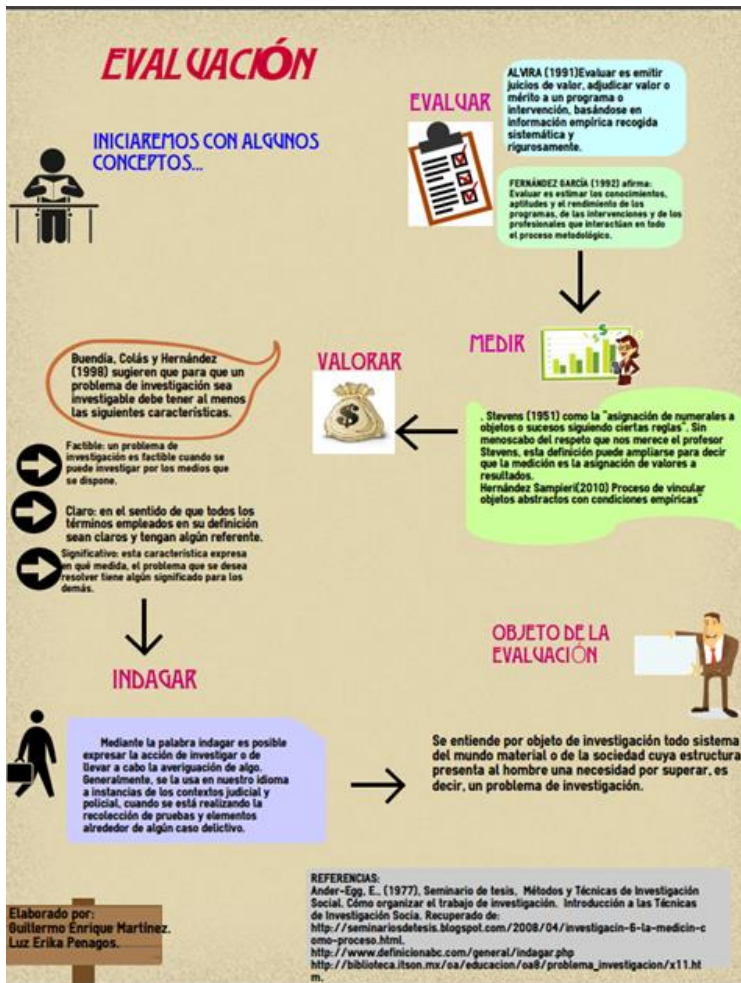 EVALUACIÓN
INICIAREMOS CON ALGUNOS
CONCEPTOS...
EVALUAR
ALVIRA (1991)Evaluar es emitir
juicios de valor, adjudicar valor o
mérito a un programa o
intervención, basándose en
información empírica recogida
sistemática y
rigurosamente.
FERNÁNDEZ GARCÍA (1992) afirma:
Evaluar es estimar los conocimientos,
aptitudes y el rendimiento de los
programas, de las intervenciones y de los
profesionales que interactúan en todo
el proceso metodológico.
MEDIR
. Stevens (1951) como la "asignación de numerales a
objetos o sucesos siguiendo ciertas reglas". Sin
menoscabo del respeto que nos merece el profesor
Stevens, esta definición puede ampliarse para decir
que la medición es la asignación de valores a
resultados.
Hernández Sampieri(2010) Proceso de vincular
objetos abstractos con condiciones empíricas"
VALORAR
$
Buendía, Colás y Hernández
(1998) sugieren que para que un
problema de investigación sea
investigable debe tener al menos
las siguientes características.
Factible: un problema de
investigación es factible cuando se
puede investigar por los medios que
se dispone.
Claro: en el sentido de que todos los
términos empleados en su definición
sean claros y tengan algún referente.
Significativo: esta característica expresa
en qué medida, el problema que se desea
resolver tiene algún significado para los
demás.
INDAGAR
Mediante la palabra indagar es posible
expresar la acción de investigar o de
llevar a cabo la averiguación de algo.
Generalmente, se la usa en nuestro idioma
a instancias de los contextos judicial y
policial, cuando se está realizando la
recolección de pruebas y elementos
alrededor de algún caso delictivo.
OBJETO DE LA
EVALUACIÓN
Se entiende por objeto de investigación todo sistema
del mundo material o de la sociedad cuya estructura
presenta al hombre una necesidad por superar, es
decir, un problema de investigación.
Elaborado por:
Guillermo Enrique Martínez.
Luz Erika Penagos.
REFERENCIAS:
Ander-Egg, E., (1977), Seminario de tesis, Métodos y Técnicas de Investigación
Social. Cómo organizar el trabajo de investigación. Introducción a las Técnicas
de Investigación Socia. Recuperado de:
http://seminariosdetesis.blogspot.com/2008/04/investigacin-6-la-medicin-c
omo-proceso.html.
http://www.definicionabc.com/general/indagar.php
http://biblioteca.itson.mx/oa/educacion/oa8/problema_investigacion/x11.ht
m.